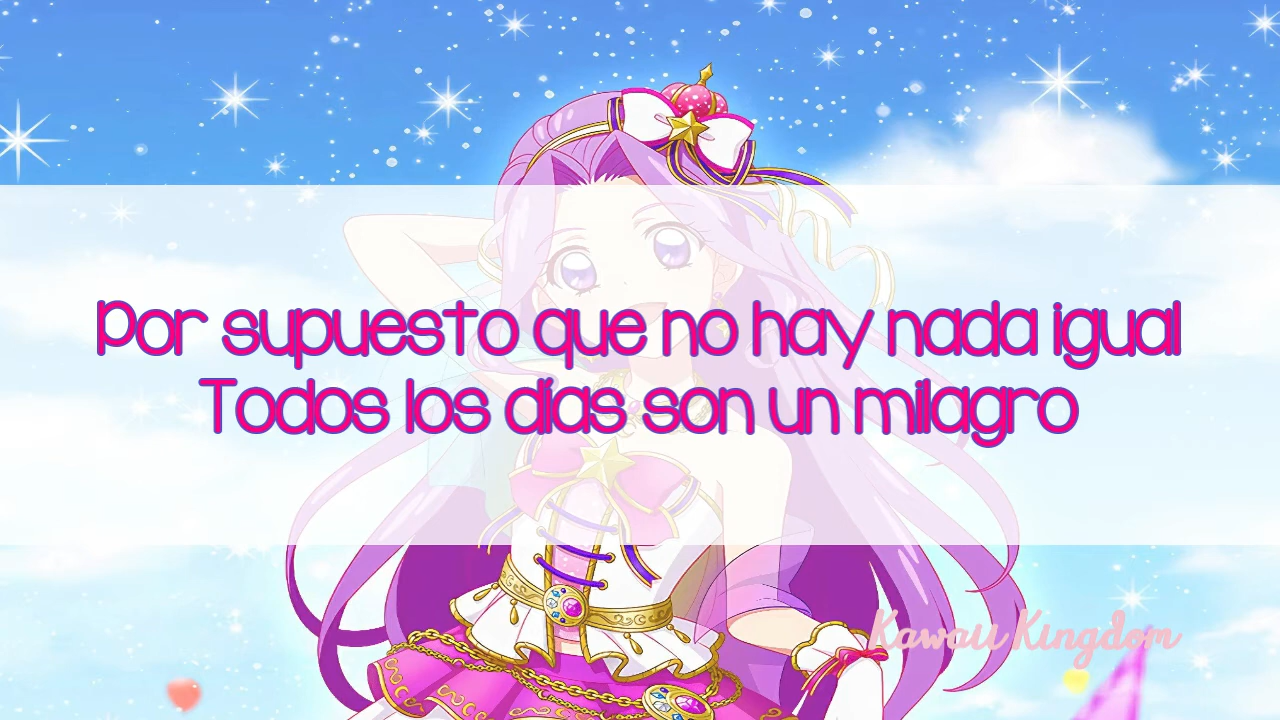 Por supuesto que no hay nada igual
Todos los días son un milagro
Kawaii Kingdom